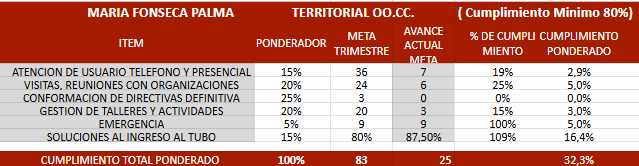 MARIA FONSECA PALMA TERRITORIAL OO.CC. ( Cumplimiento Minimo 80%)
ITEM PONDERADOR META TRIMESTRE AVANCE ACTUAL META % DE CUMPLI MIENTO CUMPLIMIENTO PONDERADO
ATENCION DE USUARIO TELEFONO Y PRESENCIAL 15% 36 7 19% 2,9%
VISITAS, REUNIONES CON ORGANIZACIONES 20% 24 6 25% 5,0%
CONFORMACION DE DIRECTIVAS DEFINITIVA 25% 3 0 0% 0,0%
GESTION DE TALLERES Y ACTIVIDADES 20% 20 3 15% 3,0%
EMERGENCIA 5% 9 9 100% 5,0%
SOLUCIONES AL INGRESO AL TUBO 15% 80% 87,50% 109% 16,4%
CUMPLIMIENTO TOTAL PONDERADO 100% 83 25 32,3%